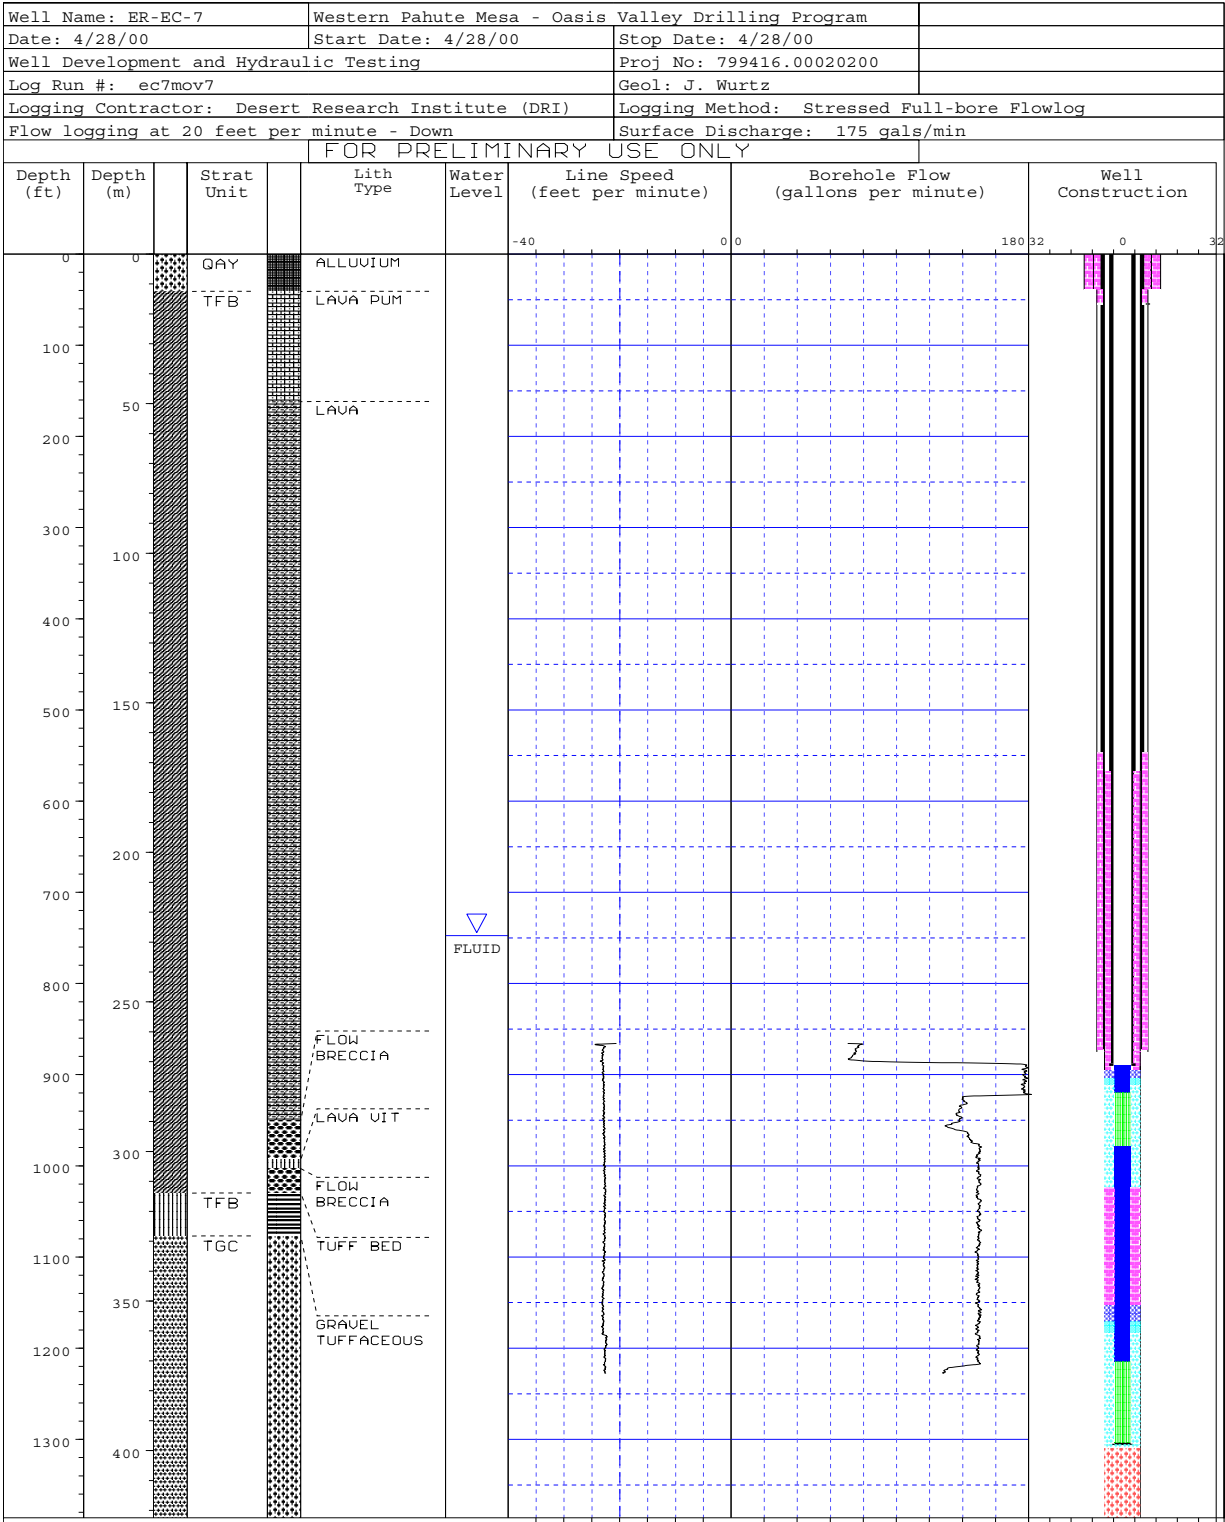 Well Name: ER-EC-7 Western Pahute Mesa - Oasis Valley Drilling Program
Date: 4/28/00 Start Date: 4/28/00 Stop Date: 4/28/00
Well Development and Hydraulic Testing Proj No: 799416.00020200
Log Run #: ec7mov7 Geol: J. Wurtz
Logging Contractor: Desert Research Institute (DRI) Logging Method: Stressed Full-bore Flowlog
Flow logging at 20 feet per minute - Down Surface Discharge: 175 gals/min
FOR PRELIMINARY USE ONLY
Depth (ft) Depth (m) Strat Unit Lith Type Water Level Line Speed (feet per minute) Borehole Flow (gallons per minute) Well Construction
-40 0 0 180 32 0 32
0 0 QAY ALLUVIUM
TFB LAVA PUM
100
50 LAVA
200
300
100
400
150
500
600
200
700
FLUID
800
250
FLOW
BRECCIA
900
LAVA VIT
300
1000
FLOW
BRECCIA
TFB
TGC TUFF BED
1100
350
GRAVEL
TUFFACEOUS
1200
1300
400